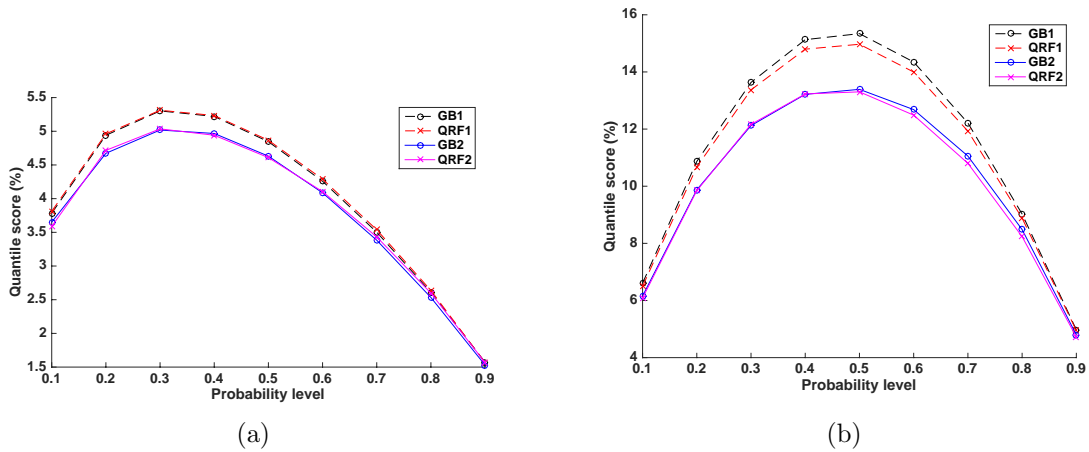 5.5
5
4.5
4
3.5
3
2.5
2
1.5
Quantile score (%)
0.1 0.2 0.3 0.4 0.5 0.6 0.7 0.8 0.9
Probability level
GB1
QRF1
GB2
QRF2
(a)
16
14
12
10
8
6
4
Quantile score (%)
0.1 0.2 0.3 0.4 0.5 0.6 0.7 0.8 0.9
Probability level
GB1
QRF1
GB2
QRF2
(b)